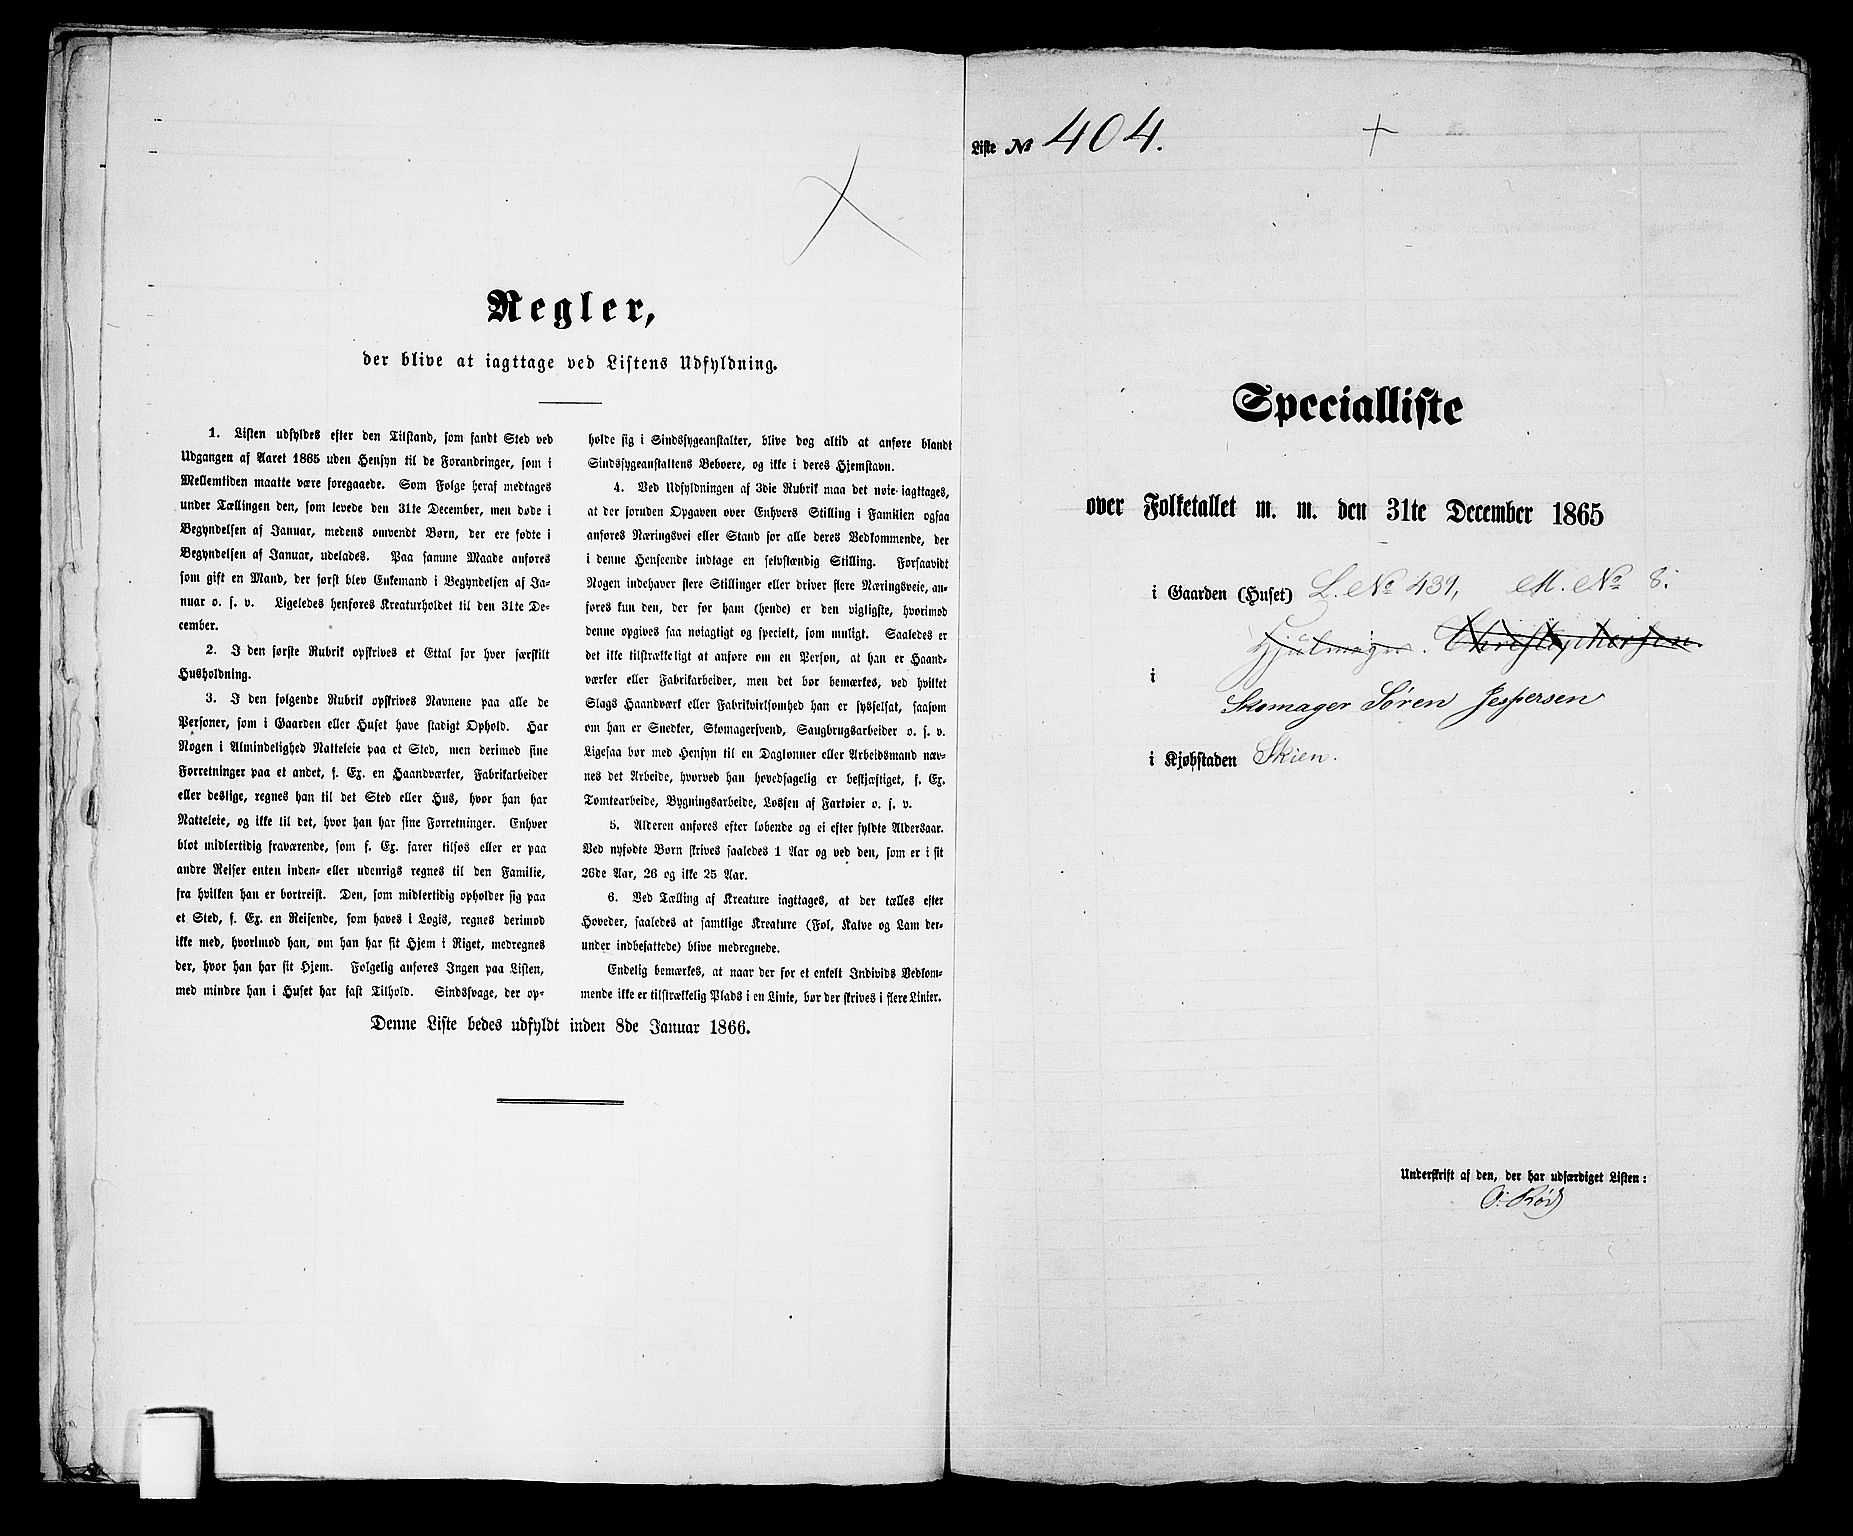 Regler,
der blive at iagttage ved Listens Udfyldning.
1. Listen udfyldes efter den Tilstand, som fandt Sted ved
Udgangen af Aaret 1865 uden Hensyn til de Forandringer, som i
Mellemtiden maatte være foregaaede. Som Følge heraf medtages
under Tællingen den, som levede den 31te December, men døde i
Begyndelsen af Januar, medens omvendt Børn, der ere fødte i
Begyndelsen af Januar, udelades. Paa samme Maade anføres
som gift en Mand, der først blev Enkemand i Begyndelsen af Ja-
nuar o. s. v. Ligeledes henføres Kreaturholdet til den 31te De-
cember.
2. I den første Rubrik opskrives et Ettal for hver særskilt
Husholdning.
3. I den følgende Rubrik opskrives Navnene paa alle de
Personer, som i Gaarden eller Huset have stadigt Ophold. Har
Nogen i Almindelighed Natteleie paa et Sted, men derimod sine
Forretninger paa et andet, f. Ex. en Haandværker, Fabrikarbeider
eller deslige, regnes han til det Sted eller Hus, hvor han har
Natteleie, og ikke til det, hvor han har sine Forretninger. Enhver
blot midlertidig fraværende, som f. Ex. farer tilsøs eller er paa
andre Reiser enten inden- eller udenrigs regnes til den Familie,
fra hvilken han er bortreist. Den, som midlertidig opholder sig paa
et Sted, f. Ex. en Reisende, som haves i Logis, regnes derimod
ikke med, hvorimod han, om han har sit Hjem i Riget, medregnes
der, hvor han har sit Hjem. Følgelig anføres Ingen paa Listen,
med mindre han i Huset har fast Tilhold. Sindssvage, der op-
holde sig i Sindssygeanstalter, blive dog altid at anføre blandt
Sindssygeanstaltens Beboere, og ikke i deres Hjemstavn.
4. Ved Udfyldningen af 3die Rubrik maa det nøie iagttages,
at der foruden Opgaven over Enhvers Stilling i Familien ogsaa
anføres Næringsvei eller Stand for alle deres Vedkommende, der
i denne Henseende indtage en selvstændig Stilling. Forsaavidt
Nogen indehaver flere Stillinger eller driver flere Næringsveie, an-
føres kun den, der for ham (hende) er den vigtigste, hvorimod
denne opgives saa nøiagtigt og specielt, som muligt. Saaledes er
det ikke tilstrækkeligt at anføre om en Person, at han er Haand-
værker eller Fabrikarbeider, men det bør bemærkes, ved hvilket
Slags Haandværk eller Fabrikvirksomhed han er sysselsat, saasom
om han er Snedker, Skomagersvend, Saugbrugsarbeider o. s. v.
Ligesaa bør med Hensyn til en Daglønner eller Arbeidsmand næv-
nes det Arbeide, hvorved han hovedsagelig er beskjæftiget, f. Ex.
Tomtearbeide, Bygningsarbeide, Lossen af Fartøier o. s. v.
5. Alderen anføres efter løbende og ei efter fyldte Aldersaar.
Ved nyfødte Børn skrives saaledes 1 Aar og ved den, som er i sit
26de Aar, 26 og ikke 25 Aar.
6. Ved Tælling af Kreature iagttages, at der tælles efter
Hoveder, saaledes at samtlige Kreature (Føl, Kalve og Lam der-
under indbefattede) blive medregnede.
Endelig bemærkes, at naar der for et enkelt Individs Vedkom-
mende ikke er tilstrækkelig Plads i en Linie, bør der skrives i flere Linier.
Denne Liste bedes udfyldt inden 8de Januar 1866.
Liste № 404.
Specialliste
over Folketallet m. m. den 31te December 1865
i Gaarden (Huset) L. No 439, M. No 8.
Hjulmager. Christophersen.
i
Skomager Søren Jespersen
i Kjøbstaden Skien.
Underskrift af den, der har udfærdiget Listen:
O. Rød